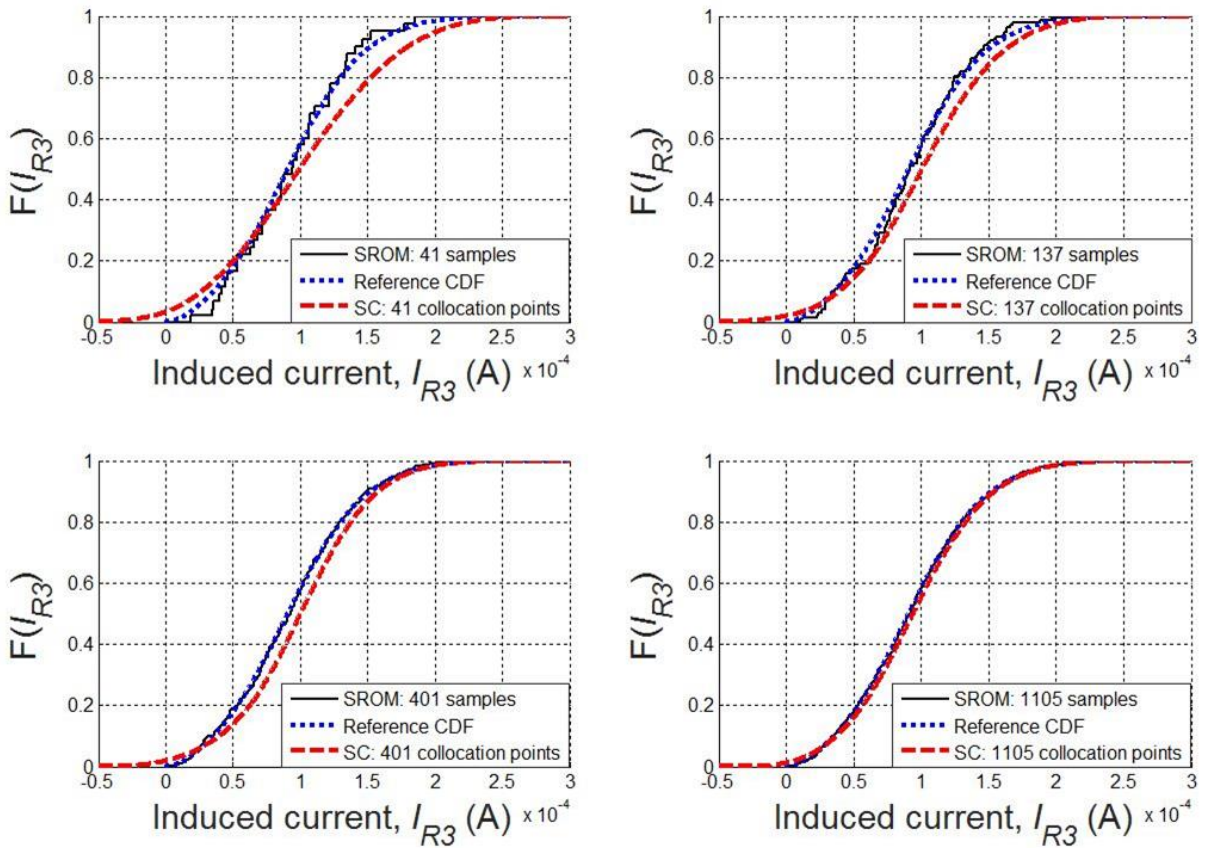 1
0.8
0.6
0.4
0.2
0
F(I_R3)
SROM: 41 samples
Reference CDF
SC: 41 collocation points
-0.5 0 0.5 1 1.5 2 2.5 3
Induced current, I_R3 (A) x 10^-4
1
0.8
0.6
0.4
0.2
0
F(I_R3)
SROM: 137 samples
Reference CDF
SC: 137 collocation points
-0.5 0 0.5 1 1.5 2 2.5 3
Induced current, I_R3 (A) x 10^-4
1
0.8
0.6
0.4
0.2
0
F(I_R3)
SROM: 401 samples
Reference CDF
SC: 401 collocation points
-0.5 0 0.5 1 1.5 2 2.5 3
Induced current, I_R3 (A) x 10^-4
1
0.8
0.6
0.4
0.2
0
F(I_R3)
SROM: 1105 samples
Reference CDF
SC: 1105 collocation points
-0.5 0 0.5 1 1.5 2 2.5 3
Induced current, I_R3 (A) x 10^-4